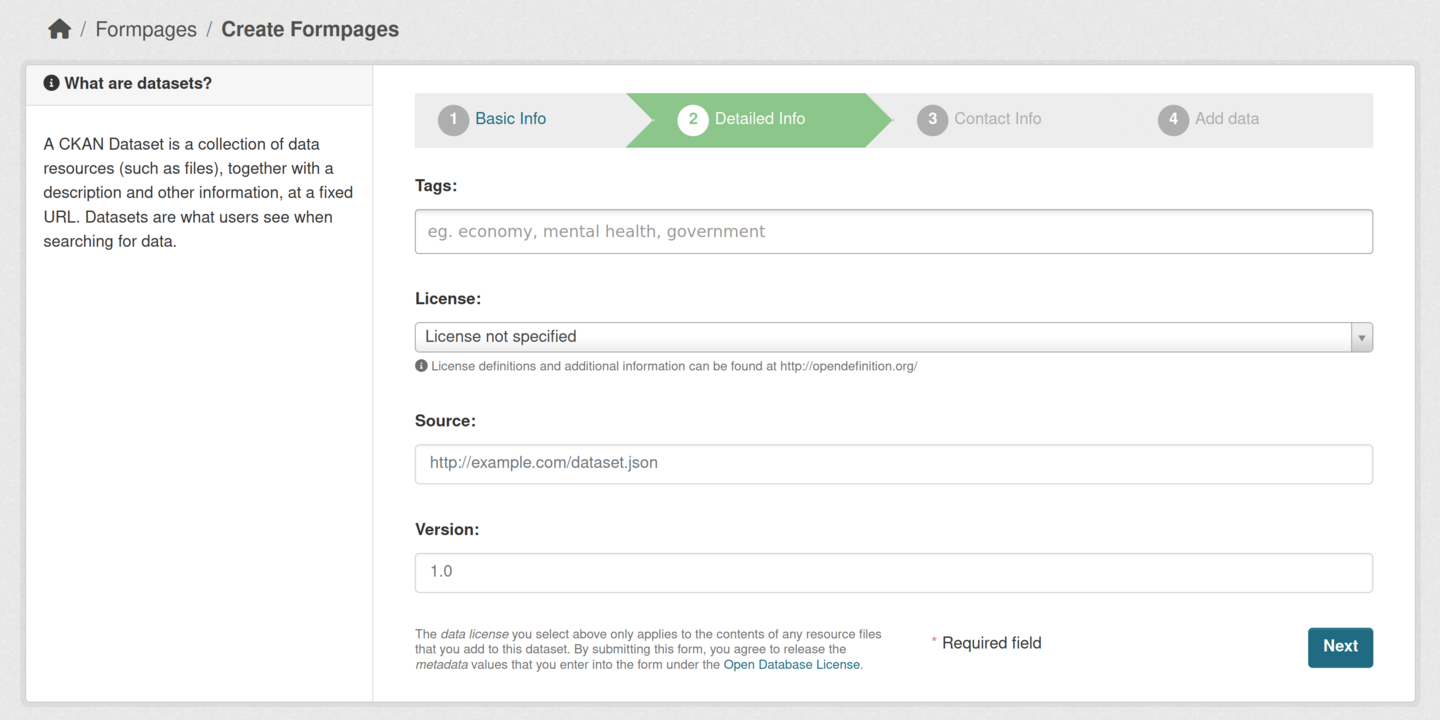 / Formpages / Create Formpages
What are datasets?
A CKAN Dataset is a collection of data
resources (such as files), together with a
description and other information, at a fixed
URL. Datasets are what users see when
searching for data.
1 Basic Info 2 Detailed Info 3 Contact Info 4 Add data
Tags:
eg. economy, mental health, government
License:
License not specified
License definitions and additional information can be found at http://opendefinition.org/
Source:
http://example.com/dataset.json
Version:
1.0
The data license you select above only applies to the contents of any resource files
that you add to this dataset. By submitting this form, you agree to release the
metadata values that you enter into the form under the Open Database License.
* Required field
Next